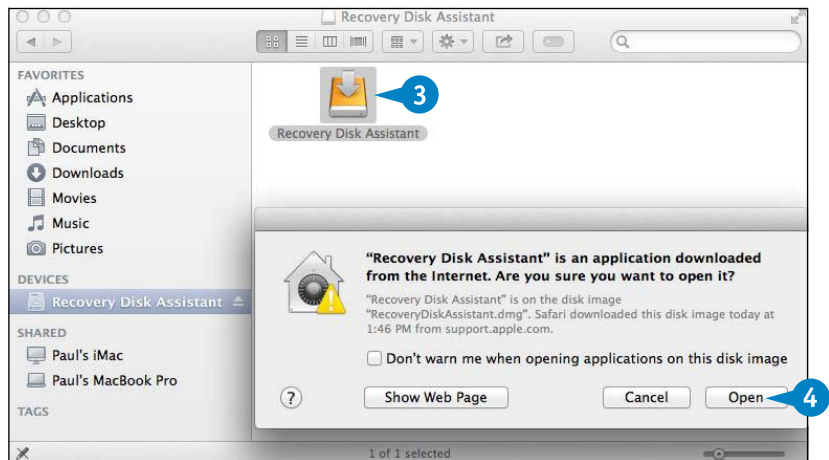 Recovery Disk Assistant
FAVORITES
Applications
Desktop
Documents
Downloads
Movies
Music
Pictures
DEVICES
Recovery Disk Assistant
SHARED
Paul's iMac
Paul's MacBook Pro
TAGS
3
Recovery Disk Assistant
“Recovery Disk Assistant” is an application downloaded
from the Internet. Are you sure you want to open it?
"Recovery Disk Assistant" is on the disk image
"RecoveryDiskAssistant.dmg". Safari downloaded this disk image today at
1:46 PM from support.apple.com.
Don't warn me when opening applications on this disk image
? Show Web Page Cancel Open 4
1 of 1 selected